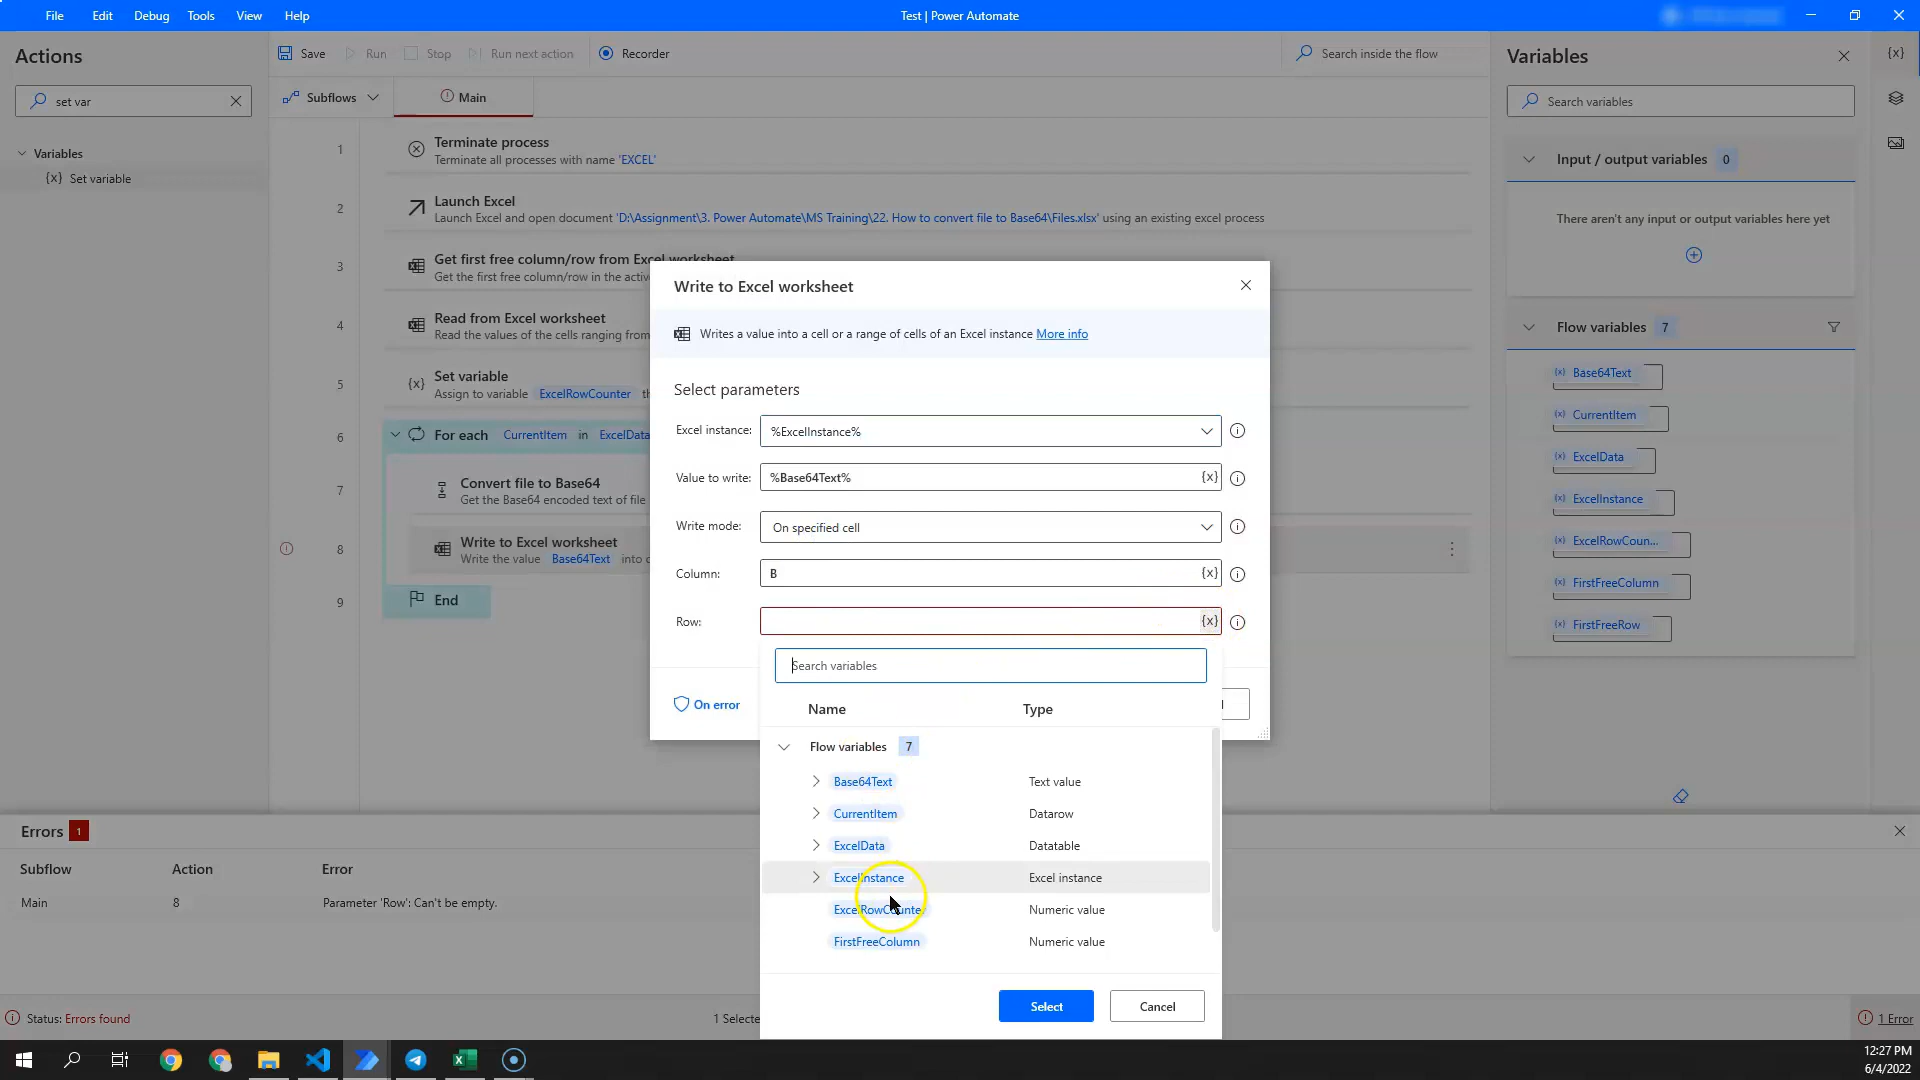 File Edit Debug Tools View Help
Test | Power Automate
Actions
set var
Variables
{x} Set variable
Save Run Stop Run next action Recorder
Search inside the flow
Subflows
Main
1
Terminate process
Terminate all processes with name 'EXCEL'
2
Launch Excel
Launch Excel and open document 'D:\Assignment\3. Power Automate\MS Training\22. How to convert file to Base64\Files.xlsx' using an existing excel process
3
Get first free column/row from Excel worksheet
Get the first free column/row in the active
4
Read from Excel worksheet
Read the values of the cells ranging from
5
{x} Set variable
Assign to variable ExcelRowCounter th
6
For each CurrentItem in ExcelData
7
Convert file to Base64
Get the Base64 encoded text of file
8
Write to Excel worksheet
Write the value Base64Text into c
9
End
Write to Excel worksheet
Writes a value into a cell or a range of cells of an Excel instance More info
Select parameters
Excel instance: %ExcelInstance%
Value to write: %Base64Text% {x}
Write mode: On specified cell
Column: B {x}
Row: {x}
Search variables
On error
Name Type
Flow variables 7
Base64Text Text value
CurrentItem Datarow
ExcelData Datatable
ExcelInstance Excel instance
ExcelRowCounter Numeric value
FirstFreeColumn Numeric value
Select Cancel
Variables
{x}
Search variables
Input / output variables 0
There aren't any input or output variables here yet
Flow variables 7
(x) Base64Text
(x) CurrentItem
(x) ExcelData
(x) ExcelInstance
(x) ExcelRowCoun...
(x) FirstFreeColumn
(x) FirstFreeRow
Errors 1
Subflow Action Error
Main 8 Parameter 'Row': Can't be empty.
Status: Errors found
1 Selecte
1 Error
12:27 PM
6/4/2022